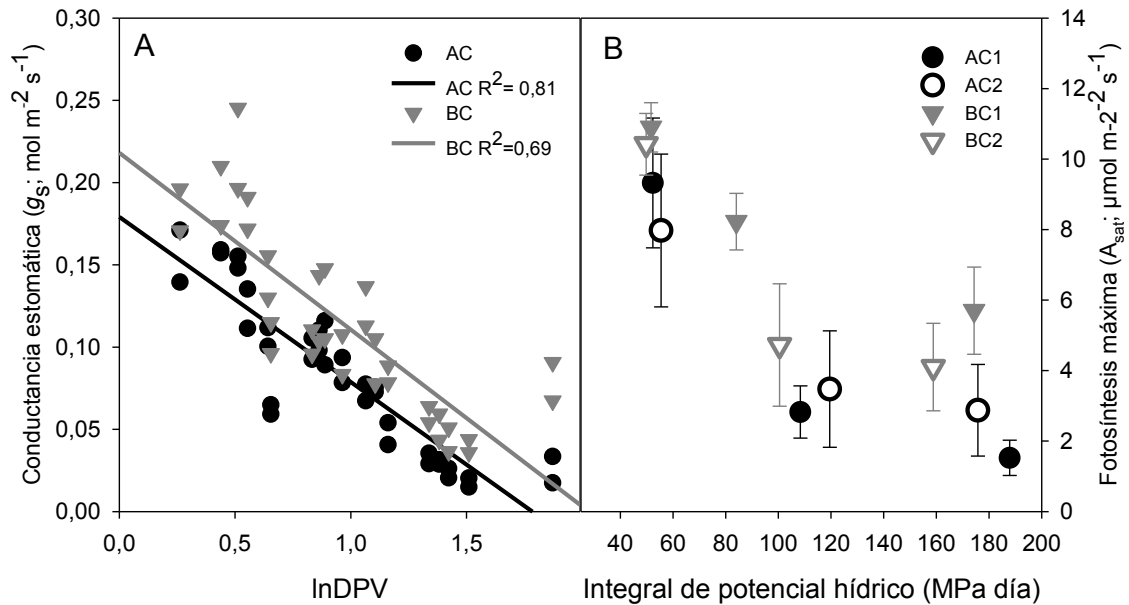 A
AC
AC R2= 0,81
BC
BC R2=0,69
Conductancia estomática (gs; mol m-2 s-1)
0,30
0,25
0,20
0,15
0,10
0,05
0,00
0,0 0,5 1,0 1,5
lnDPV
B
AC1
AC2
BC1
BC2
14
12
10
8
6
4
2
0
Fotosíntesis máxima (Asat; µmol m-2-2 s-1)
40 60 80 100 120 140 160 180 200
Integral de potencial hídrico (MPa día)